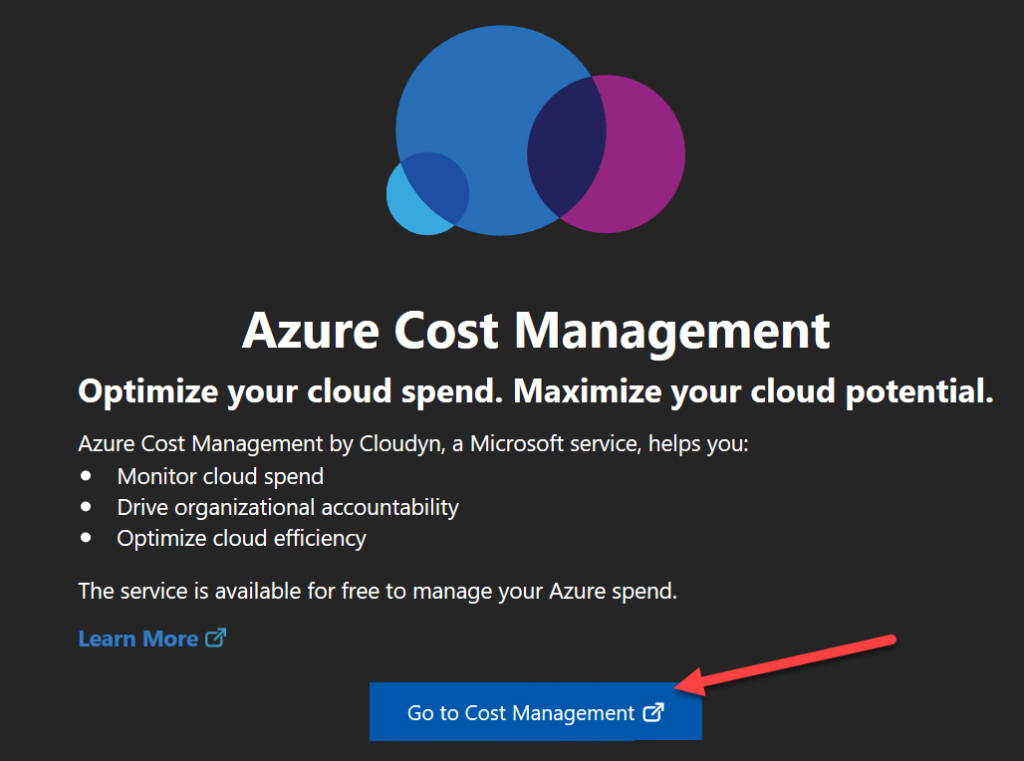 Azure Cost Management
Optimize your cloud spend. Maximize your cloud potential.
Azure Cost Management by Cloudyn, a Microsoft service, helps you:
• Monitor cloud spend
• Drive organizational accountability
• Optimize cloud efficiency
The service is available for free to manage your Azure spend.
Learn More
Go to Cost Management